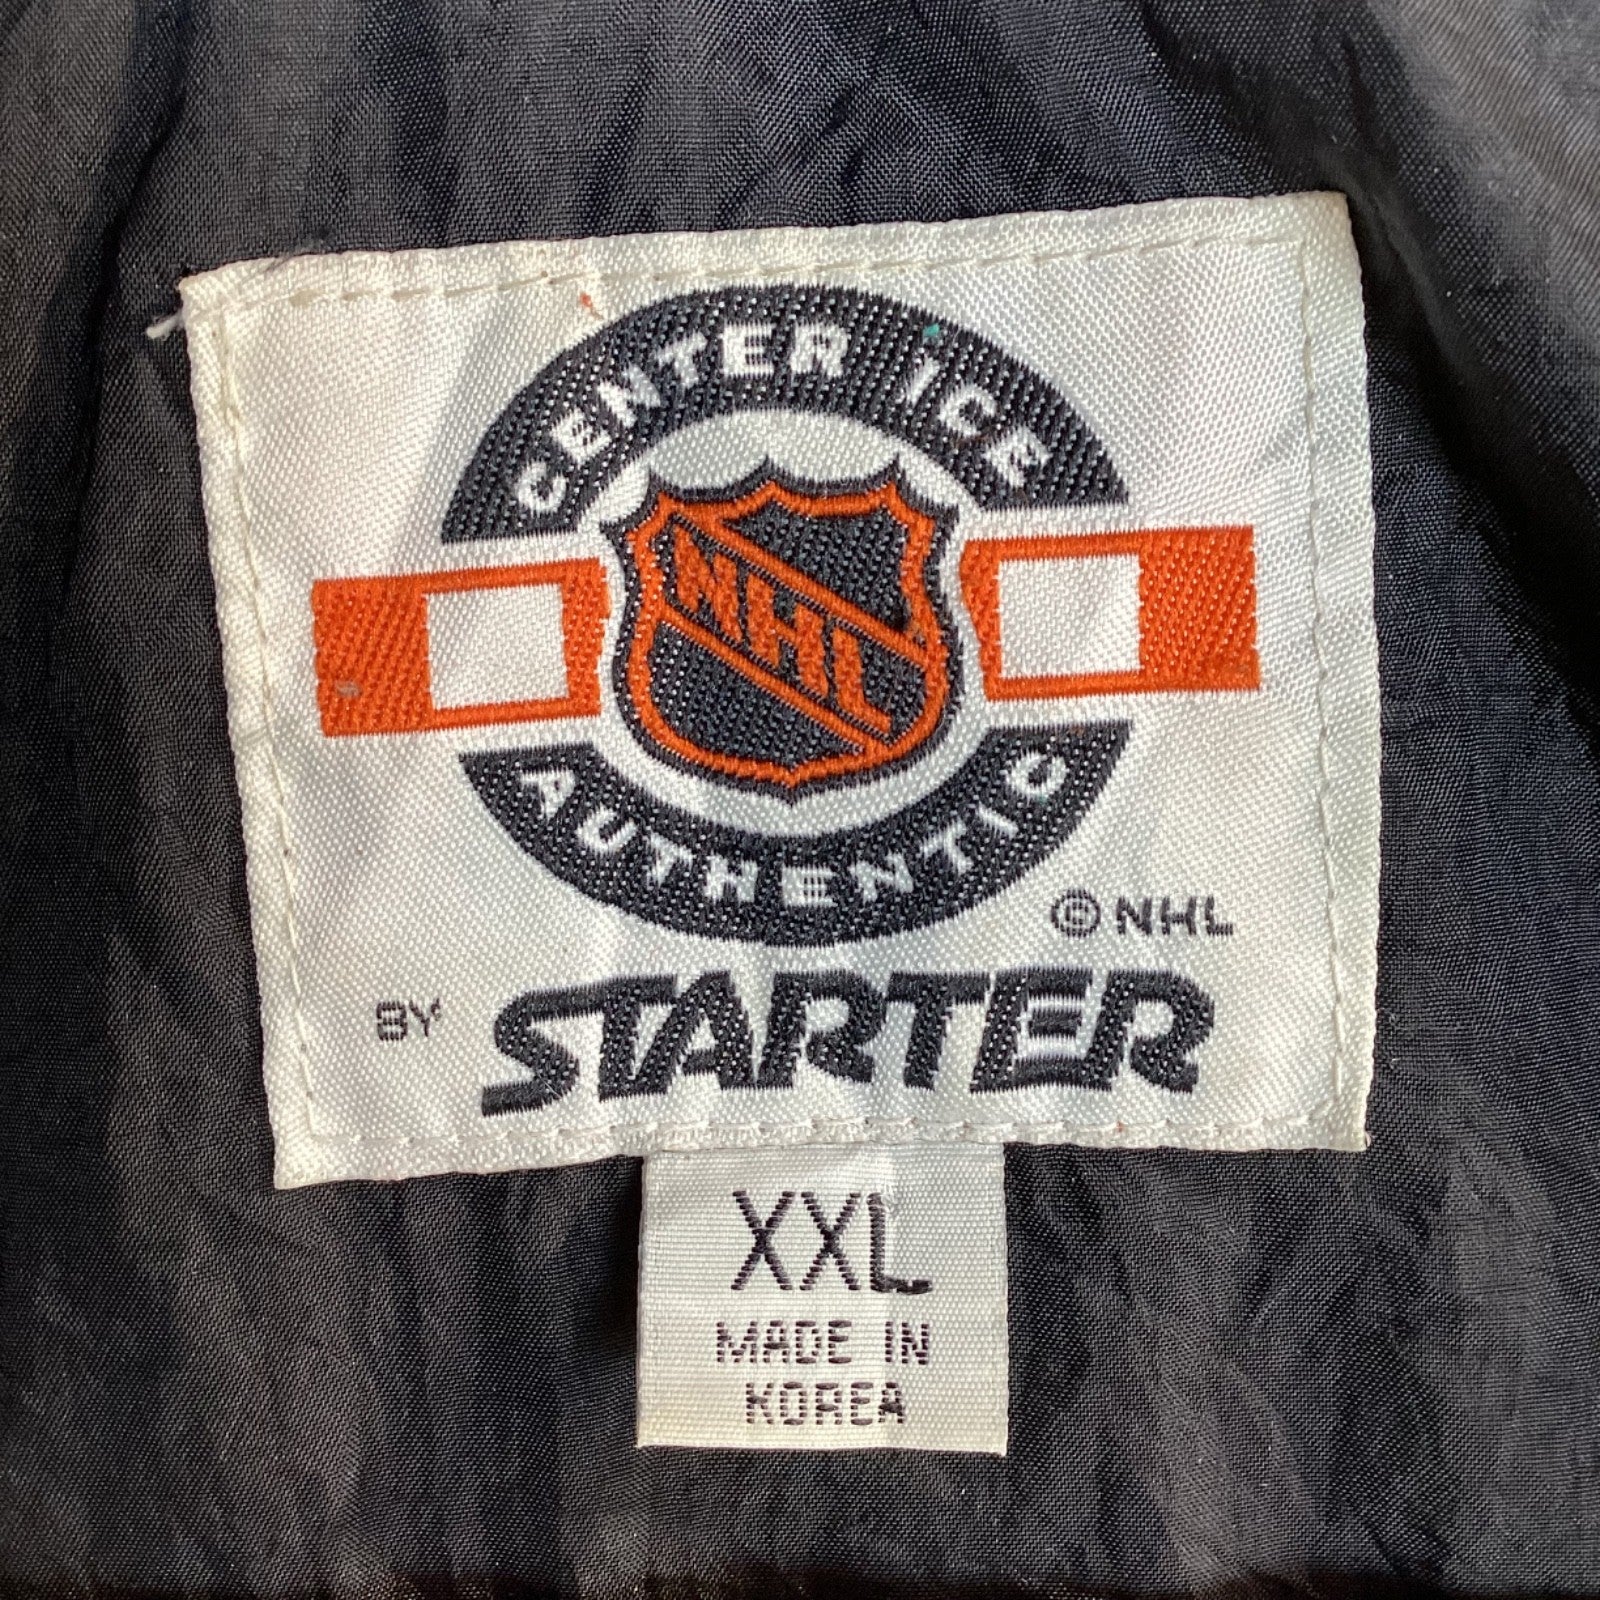 CENTER ICE
NHL
AUTHENTIC
© NHL
BY STARTER
XXL
MADE IN
KOREA